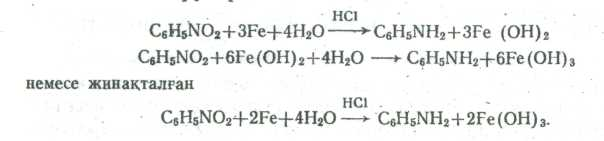 HCl
C₆H₅NO₂+3Fe+4H₂O⟶C₆H₅NH₂+3Fe (OH)₂
C₆H₅NO₂+6Fe(OH)₂+4H₂O ⟶ C₆H₅NH₂+6Fe(OH)₃
немесе жинақталған
HCl
C₆H₅NO₂+2Fe+4H₂O⟶C₆H₅NH₂+2Fe(OH)₃.